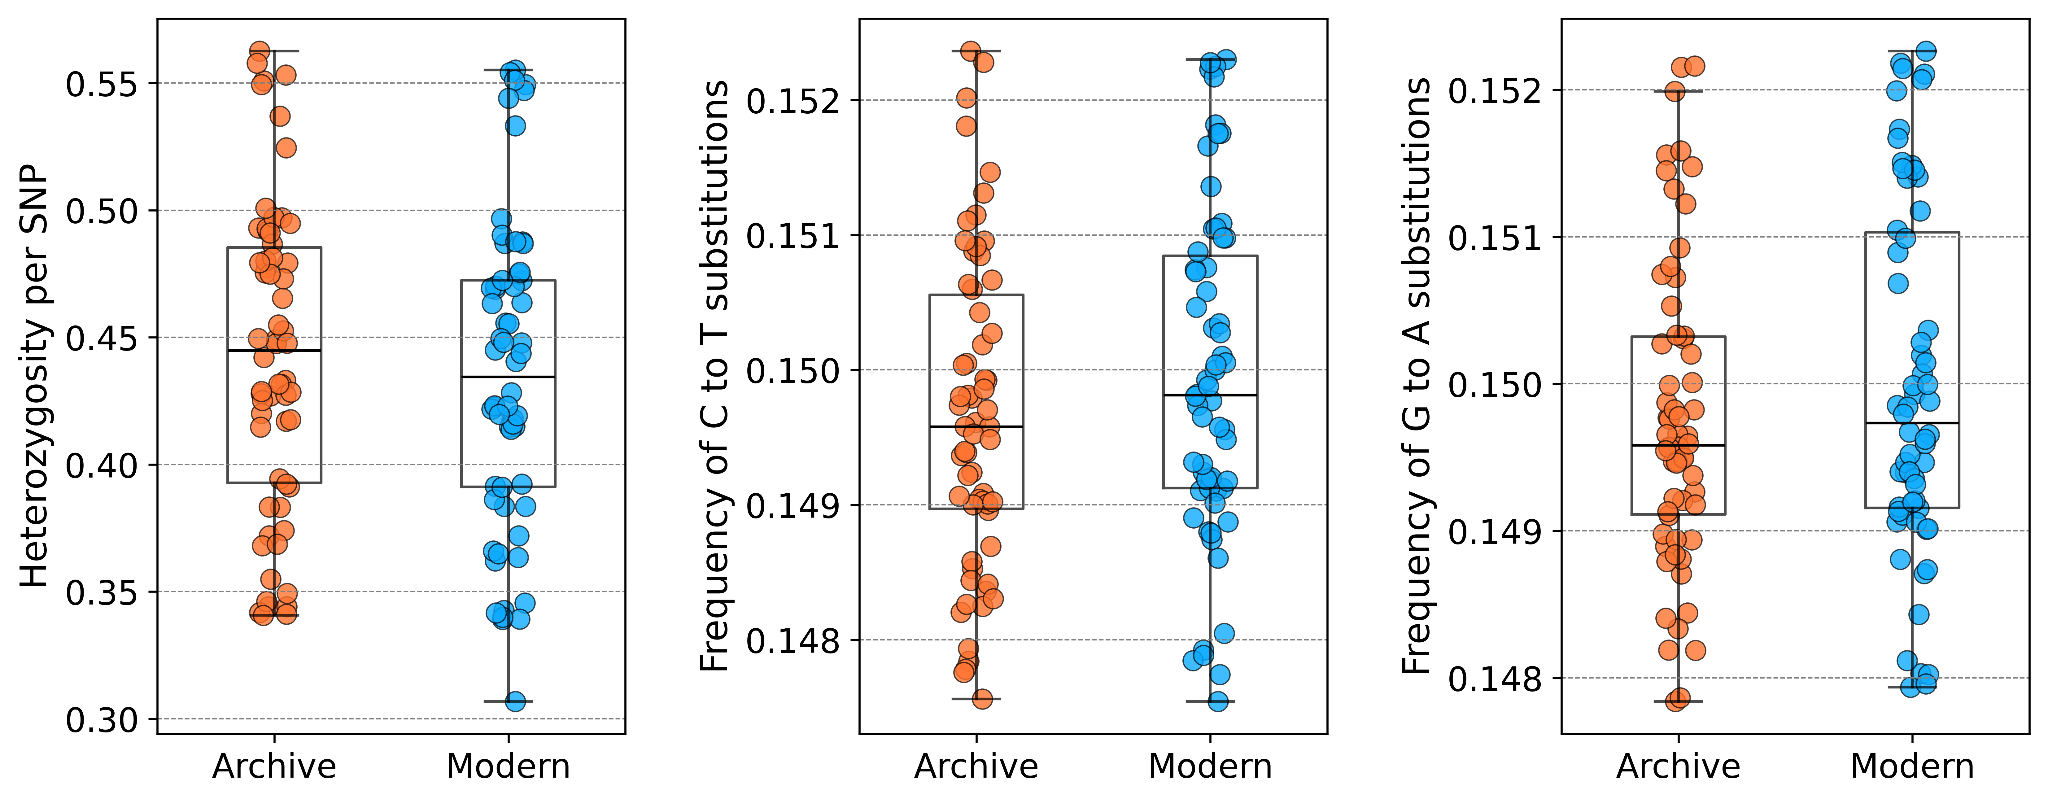 Heterozygosity per SNP
0.55
0.50
0.45
0.40
0.35
0.30
Archive
Modern
Frequency of C to T substitutions
0.152
0.151
0.150
0.149
0.148
Archive
Modern
Frequency of G to A substitutions
0.152
0.151
0.150
0.149
0.148
Archive
Modern